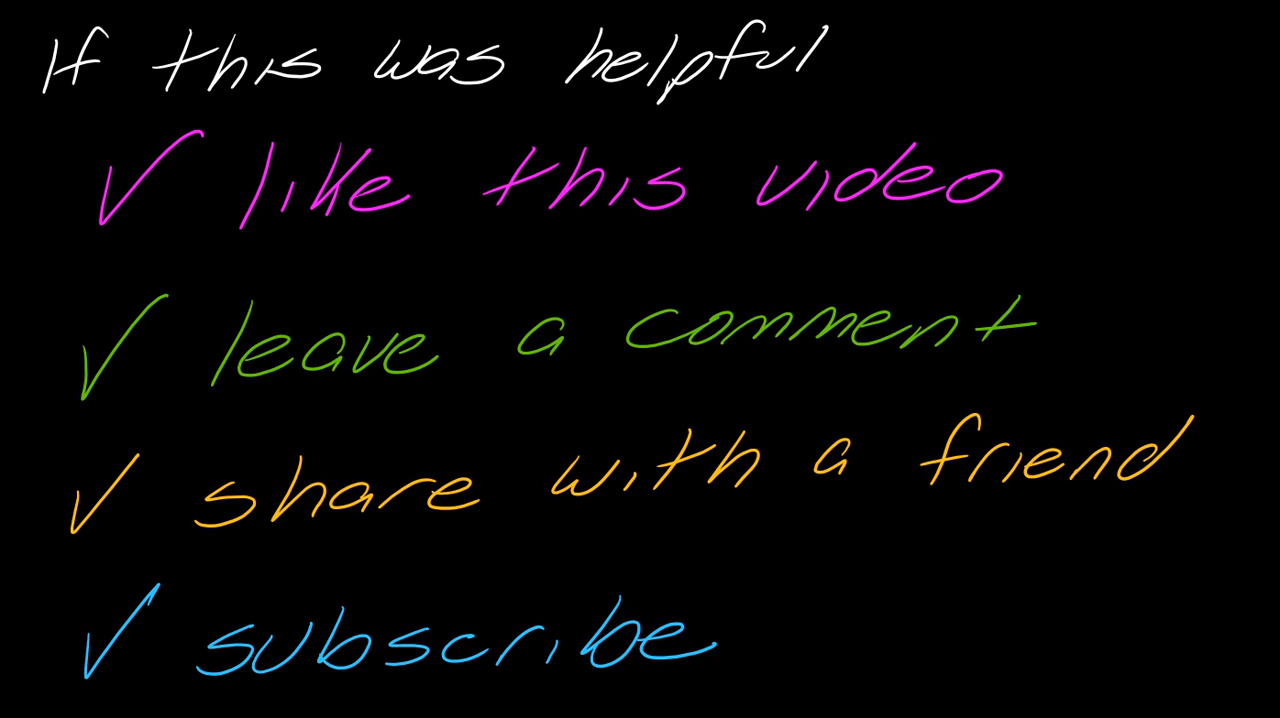 If this was helpful
✓ like this video
✓ leave a comment
✓ share with a friend
✓ subscribe